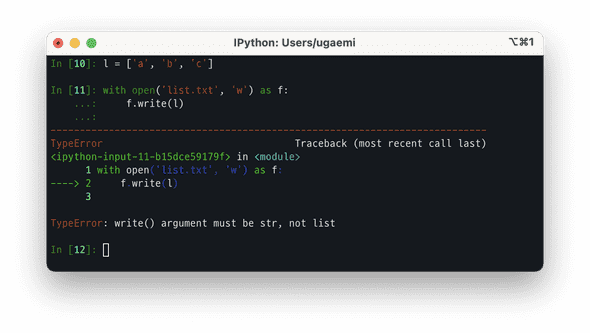 IPython: Users/ugaemi
⌥⌘1
In [10]: l = ['a', 'b', 'c']
In [11]: with open('list.txt', 'w') as f:
    ...:     f.write(l)
    ...:
---------------------------------------------------------------------------
TypeError                                 Traceback (most recent call last)
<ipython-input-11-b15dce59179f> in <module>
      1 with open('list.txt', 'w') as f:
----> 2     f.write(l)
      3
TypeError: write() argument must be str, not list
In [12]: